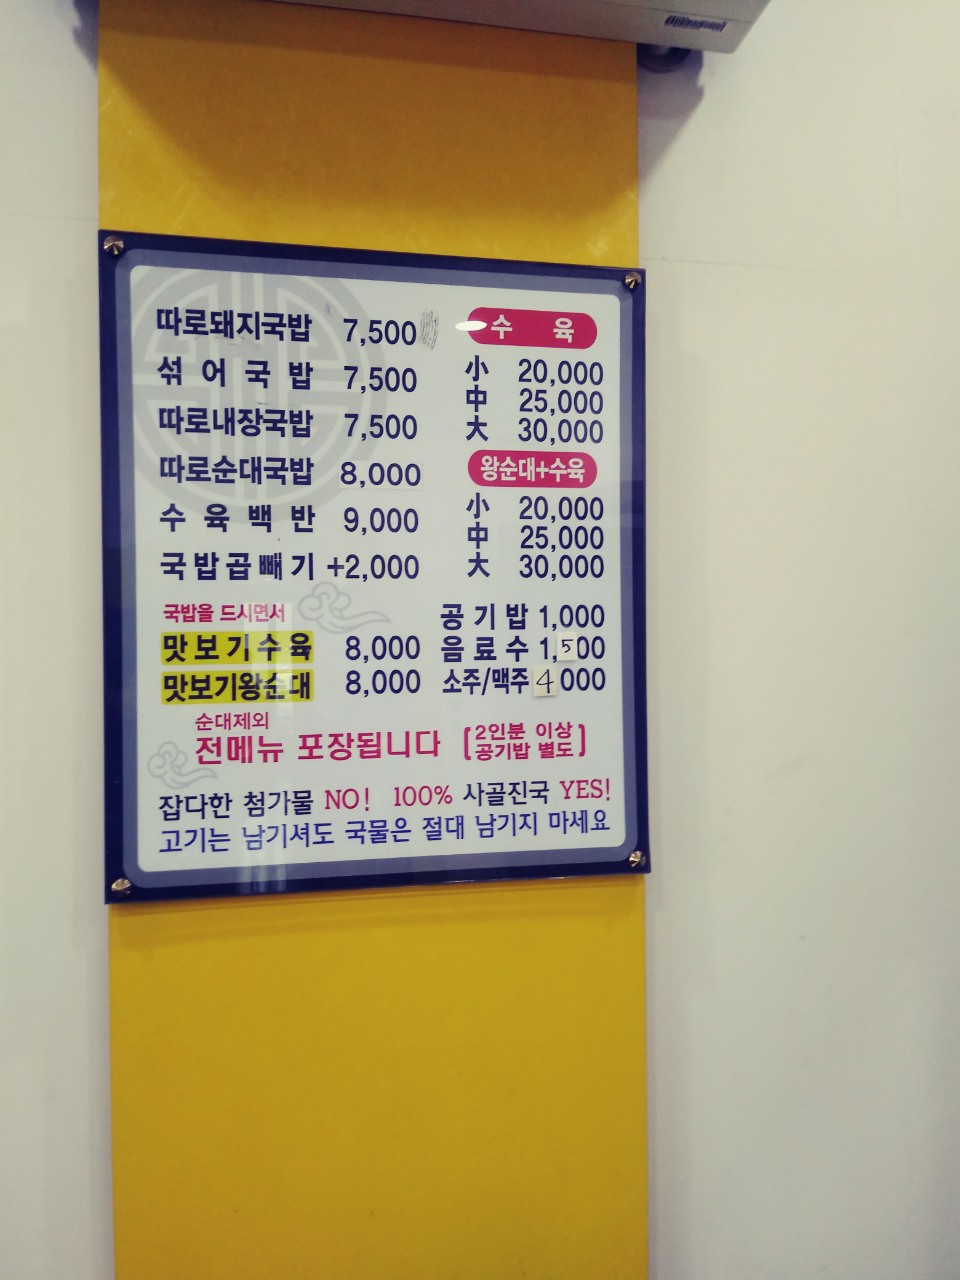 따로돼지국밥 7,500
섞어국밥 7,500
따로내장국밥 7,500
따로순대국밥 8,000
수육백반 9,000
국밥곱빼기 +2,000
국밥을 드시면서
맛보기수육 8,000
맛보기왕순대 8,000
수육
小 20,000
中 25,000
大 30,000
왕순대+수육
小 20,000
中 25,000
大 30,000
공기밥 1,000
음료수 1,500
소주/맥주 4000
순대제외
전메뉴 포장됩니다 [2인분 이상
공기밥 별도]
잡다한 첨가물 NO! 100% 사골진국 YES!
고기는 남기셔도 국물은 절대 남기지 마세요